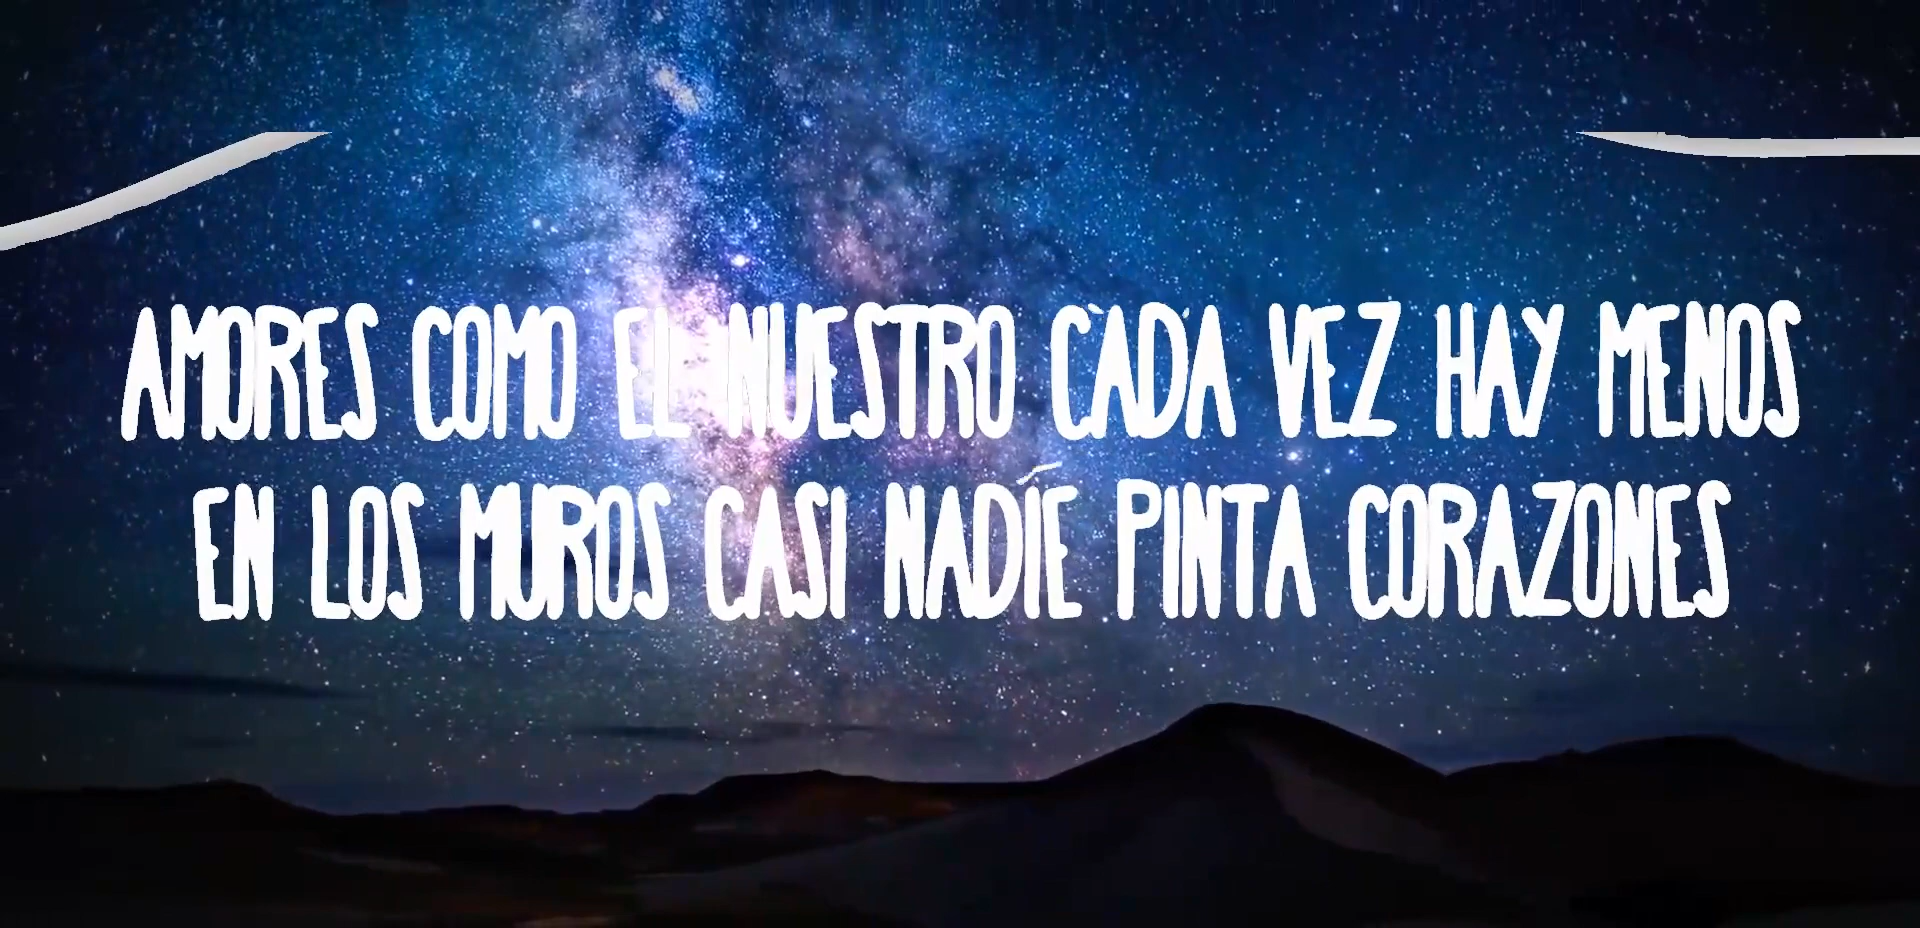 AMORES COMO EL NUESTRO CADA VEZ HAY MENOS
EN LOS MUROS CASI NADÍE PINTA CORAZONES